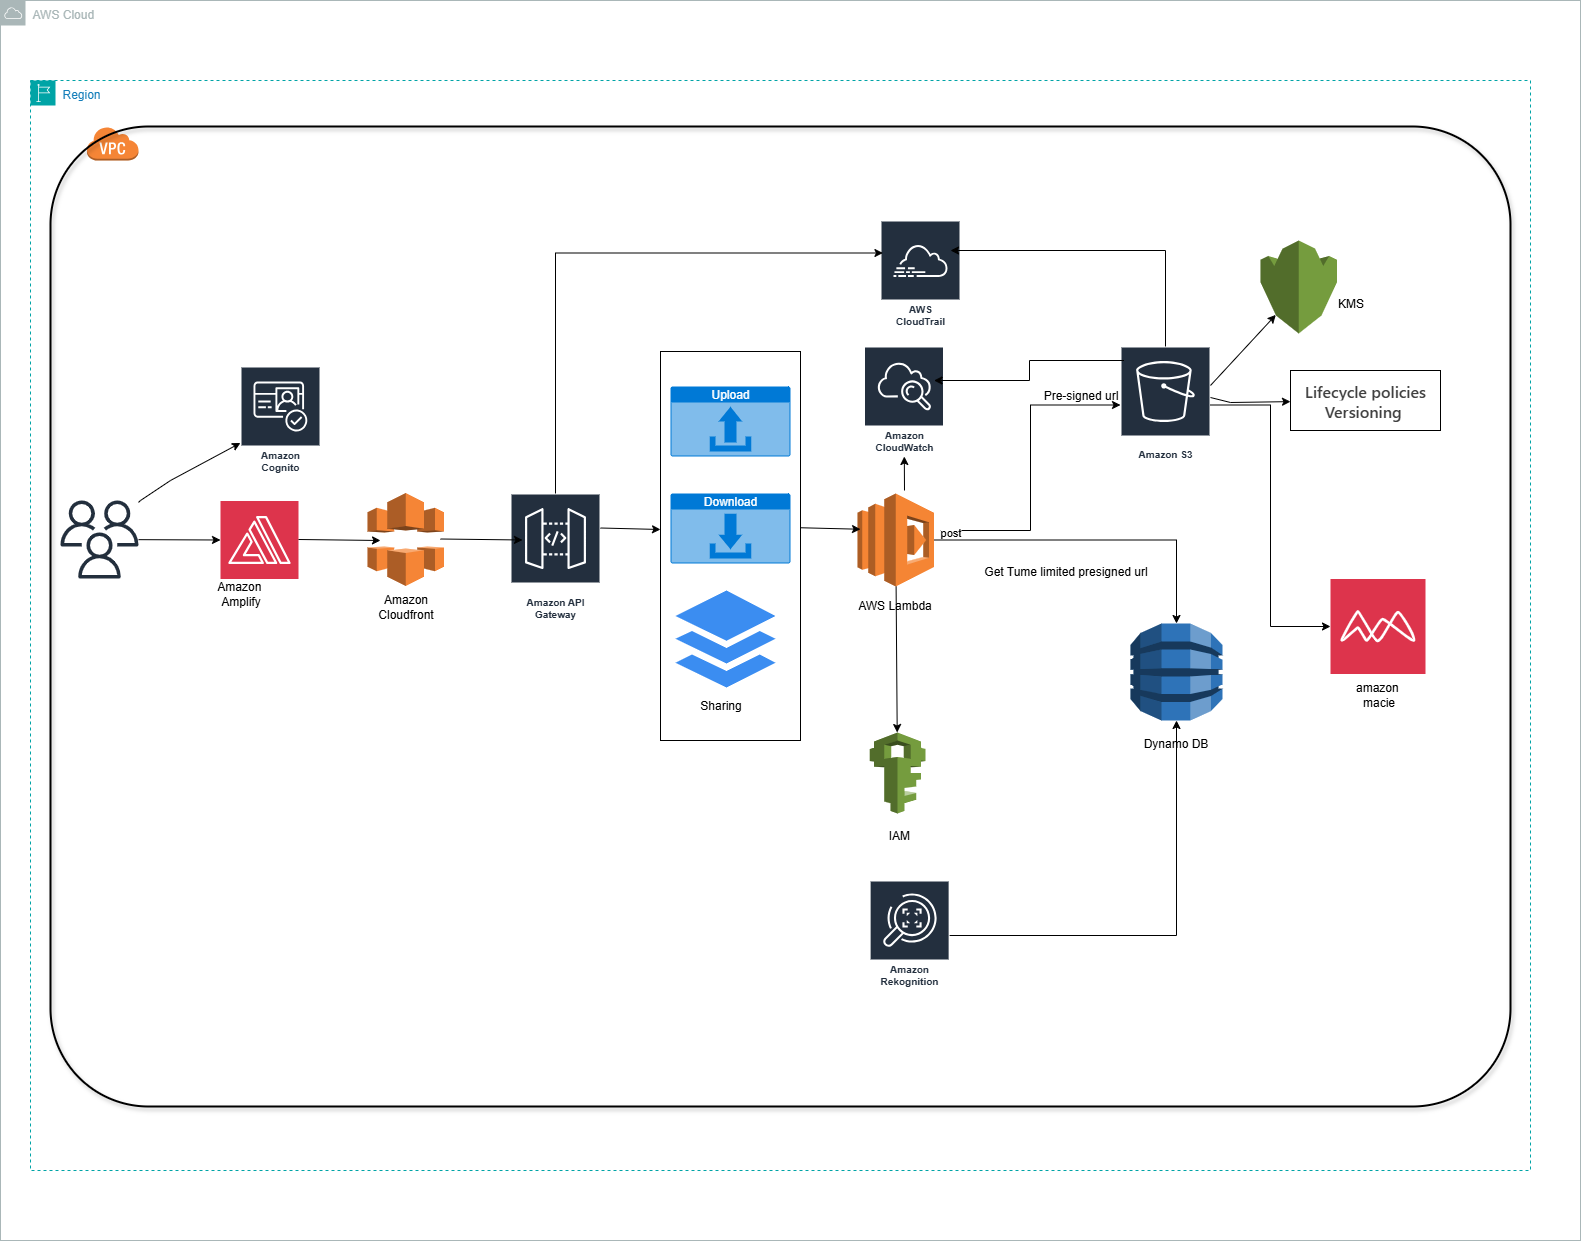 AWS Cloud
Region
VPC
AWS
CloudTrail
KMS
Amazon
CloudWatch
Pre-signed url
Amazon S3
Lifecycle policies
Versioning
Amazon
Cognito
Upload
Download
Sharing
Amazon
Amplify
Amazon
Cloudfront
Amazon API
Gateway
post
Get Tume limited presigned url
AWS Lambda
amazon
macie
Dynamo DB
IAM
Amazon
Rekognition